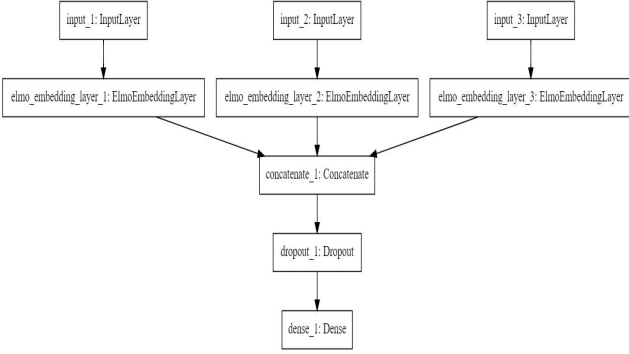 input_1: InputLayer
input_2: InputLayer
input_3: InputLayer
elmo_embedding_layer_1: ElmoEmbeddingLayer
elmo_embedding_layer_2: ElmoEmbeddingLayer
elmo_embedding_layer_3: ElmoEmbeddingLayer
concatenate_1: Concatenate
dropout_1: Dropout
dense_1: Dense